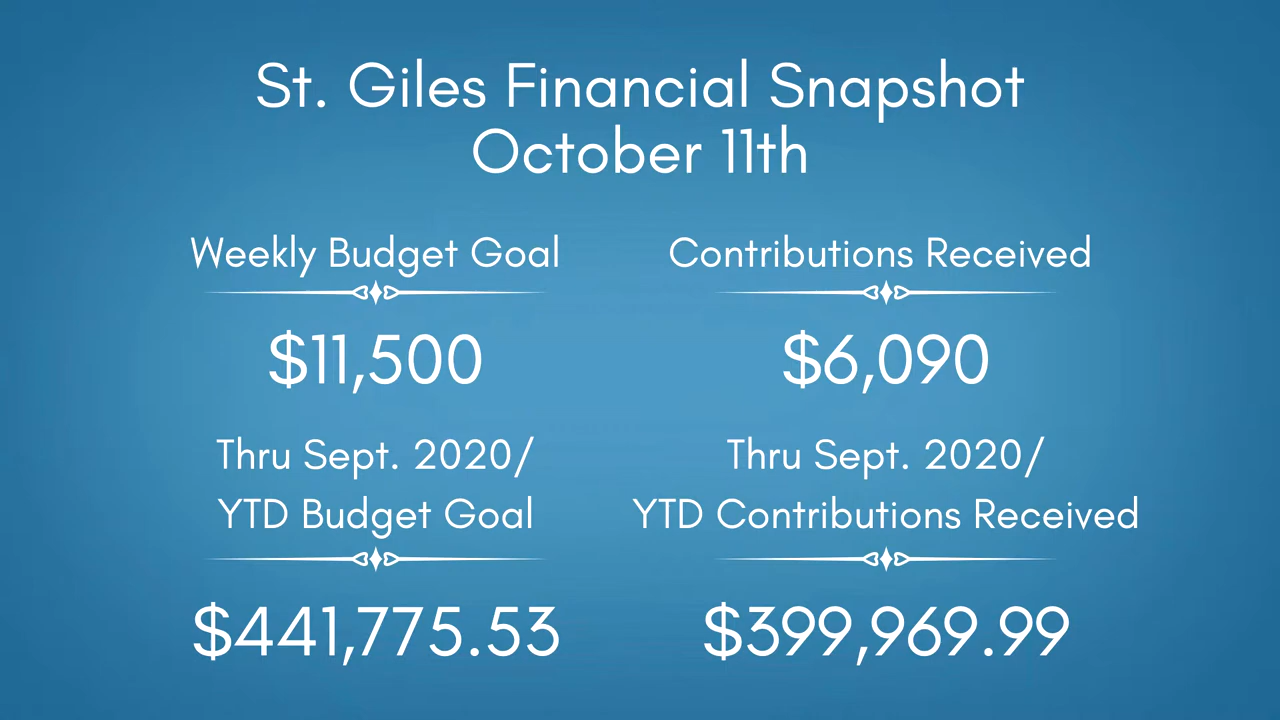 St. Giles Financial Snapshot
October 11th
Weekly Budget Goal
$11,500
Contributions Received
$6,090
Thru Sept. 2020/
YTD Budget Goal
$441,775.53
Thru Sept. 2020/
YTD Contributions Received
$399,969.99